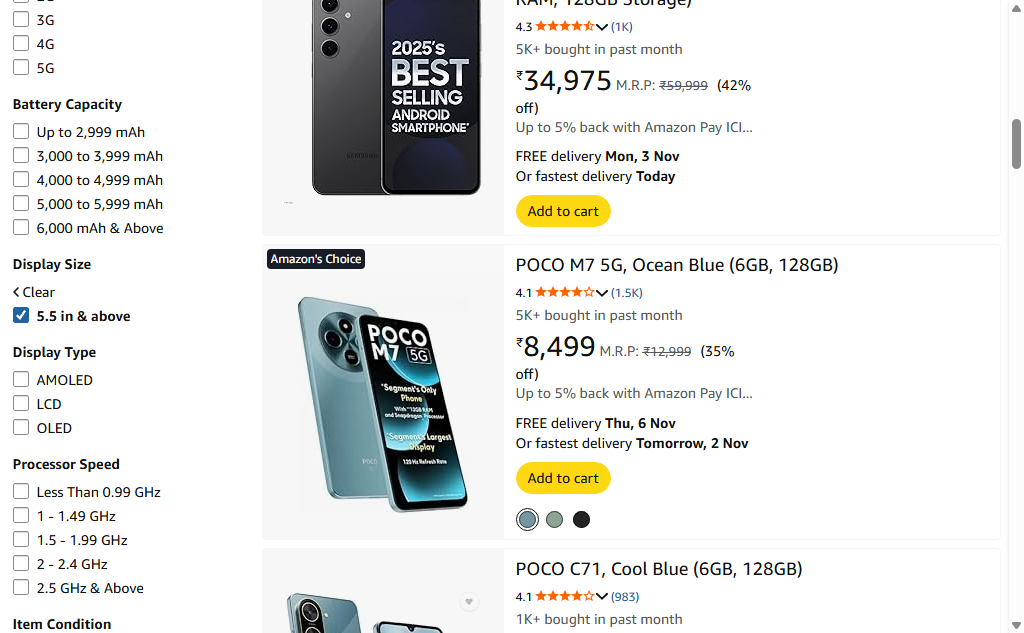 3G
4G
5G
Battery Capacity
Up to 2,999 mAh
3,000 to 3,999 mAh
4,000 to 4,999 mAh
5,000 to 5,999 mAh
6,000 mAh & Above
Display Size
Clear
5.5 in & above
Display Type
AMOLED
LCD
OLED
Processor Speed
Less Than 0.99 GHz
1 - 1.49 GHz
1.5 - 1.99 GHz
2 - 2.4 GHz
2.5 GHz & Above
Item Condition
2025's
BEST
SELLING
ANDROID
SMARTPHONE*
SAMSUNG
RAM, 128GB Storage)
4.3 (1K)
5K+ bought in past month
₹34,975 M.R.P: ₹59,999 (42%
off)
Up to 5% back with Amazon Pay ICI...
FREE delivery Mon, 3 Nov
Or fastest delivery Today
Add to cart
Amazon's Choice
POCO
M7 5G
"Segment's Only
Phone
With "12GB RAM
and Snapdragon Processor
"Segment's Largest
Display
120 Hz Refresh Rate
POCO
POCO M7 5G, Ocean Blue (6GB, 128GB)
4.1 (1.5K)
5K+ bought in past month
₹8,499 M.R.P: ₹12,999 (35%
off)
Up to 5% back with Amazon Pay ICI...
FREE delivery Thu, 6 Nov
Or fastest delivery Tomorrow, 2 Nov
Add to cart
POCO C71, Cool Blue (6GB, 128GB)
4.1 (983)
1K+ bought in past month